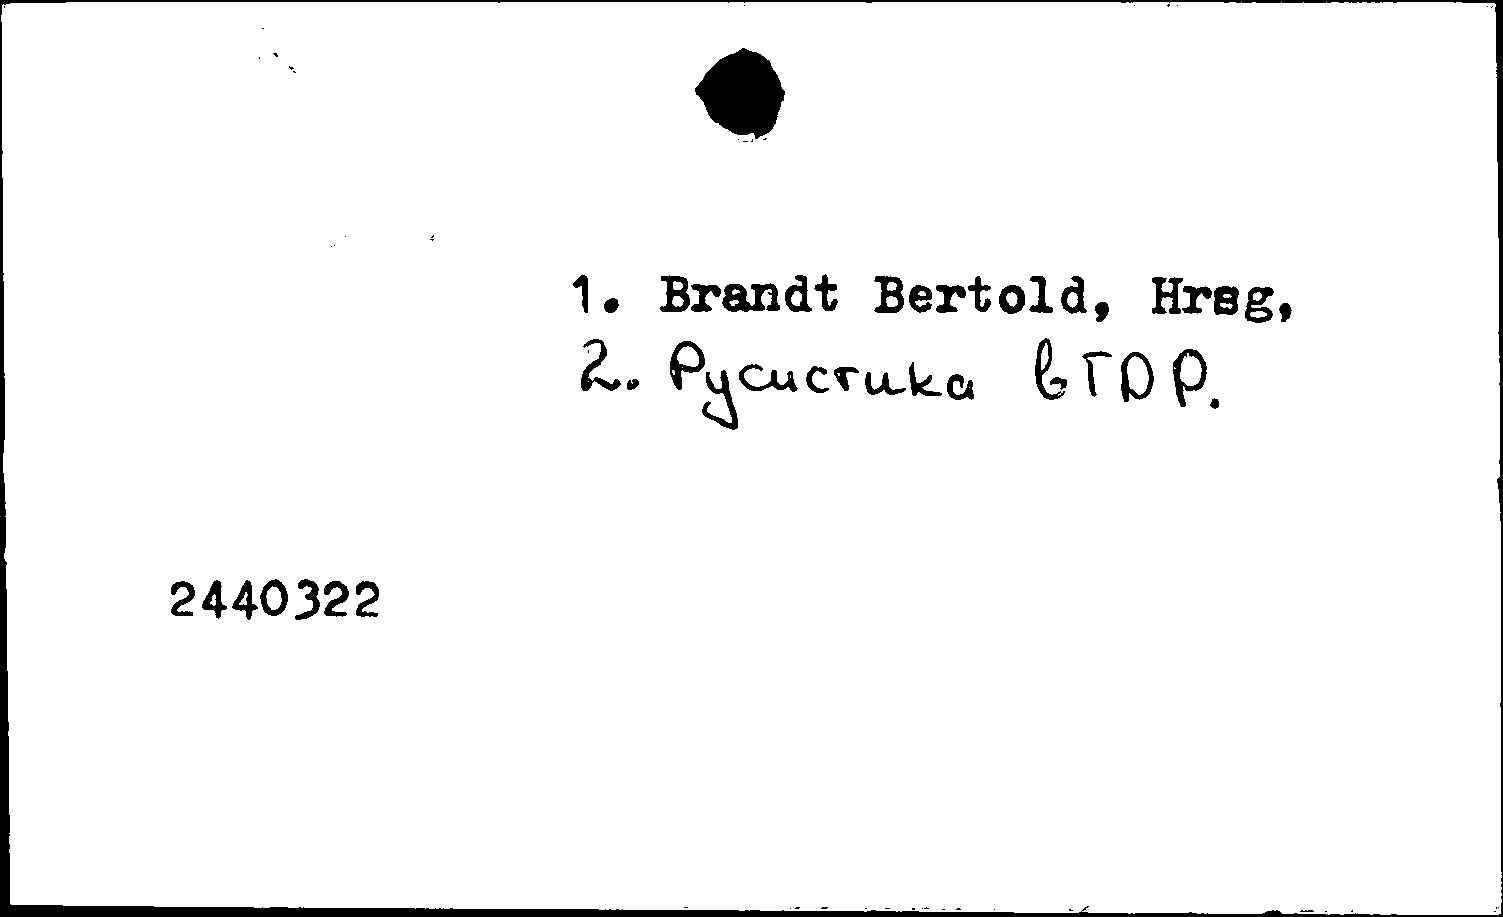 1. Brandt Bertold, Hrsg,
2. Русистика в ГДР.
2440322